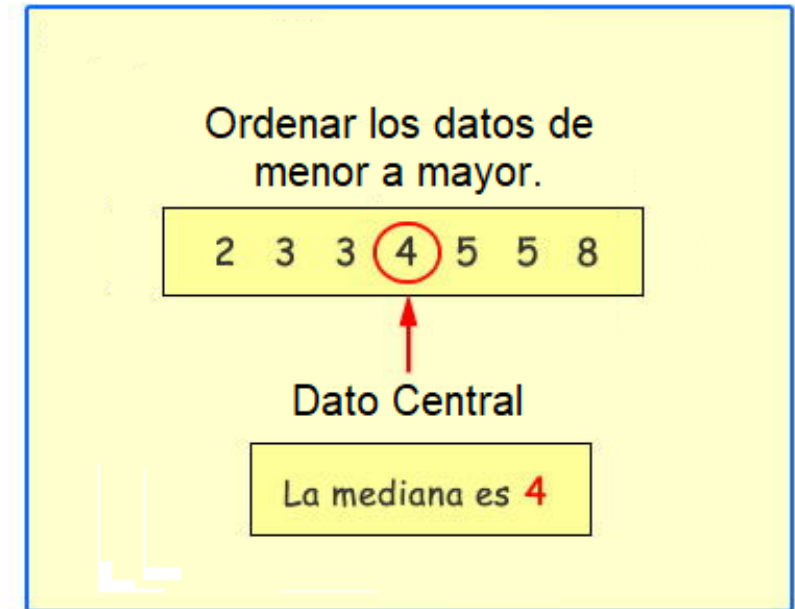 Ordenar los datos de
menor a mayor.
2 3 3 4 5 5 8
Dato Central
La mediana es 4